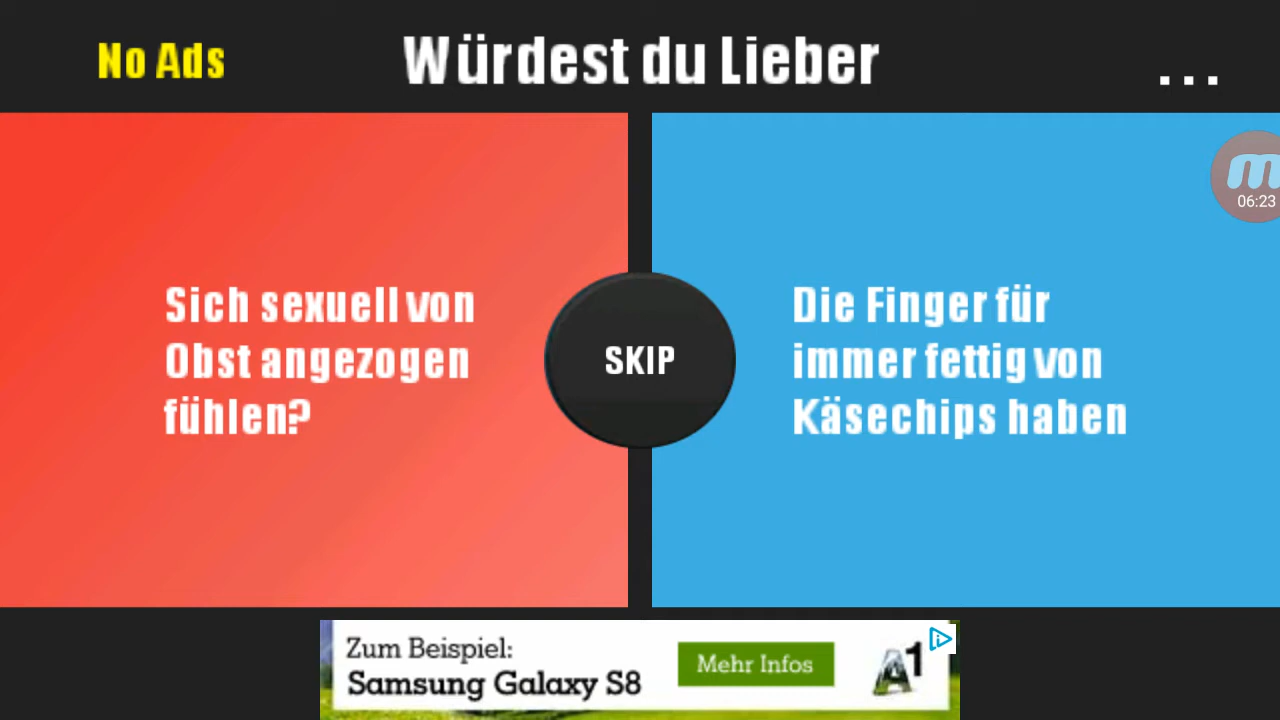 No Ads
Würdest du Lieber
...
06:23
Sich sexuell von
Obst angezogen
fühlen?
SKIP
Die Finger für
immer fettig von
Käsechips haben
Zum Beispiel:
Samsung Galaxy S8
Mehr Infos
A1